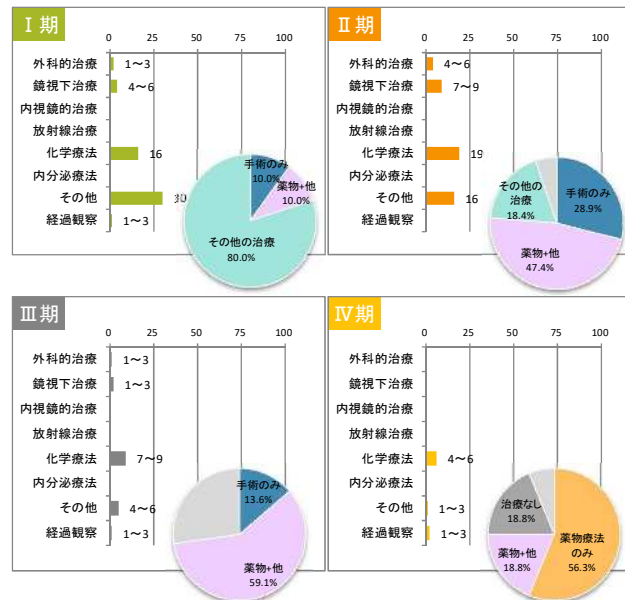 Ⅰ期
0 25 50 75 100
外科的治療 1～3
鏡視下治療 4～6
内視鏡的治療
放射線治療
化学療法 16
内分泌療法
その他 30
経過観察 1～3
手術のみ
10.0%
薬物+他
10.0%
その他の治療
80.0%
Ⅱ期
0 25 50 75 100
外科的治療 4～6
鏡視下治療 7～9
内視鏡的治療
放射線治療
化学療法 19
内分泌療法
その他 16
経過観察
その他の
治療
18.4%
手術のみ
28.9%
薬物+他
47.4%
Ⅲ期
0 25 50 75 100
外科的治療 1～3
鏡視下治療 1～3
内視鏡的治療
放射線治療
化学療法 7～9
内分泌療法
その他 4～6
経過観察 1～3
手術のみ
13.6%
薬物+他
59.1%
Ⅳ期
0 25 50 75 100
外科的治療
鏡視下治療
内視鏡的治療
放射線治療
化学療法 4～6
内分泌療法
その他 1～3
経過観察 1～3
治療なし
18.8%
薬物+他
18.8%
薬物療法
のみ
56.3%